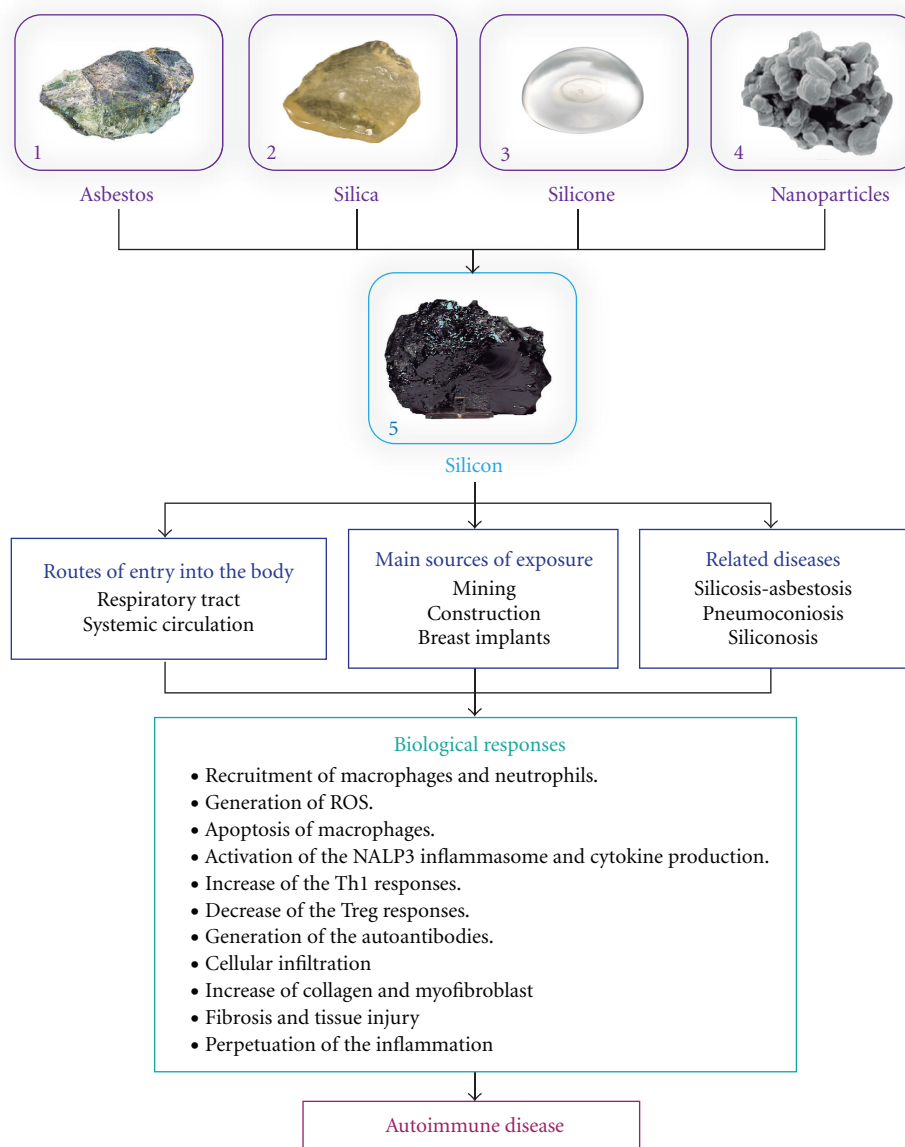 1
2
3
4
Asbestos
Silica
Silicone
Nanoparticles
5
Silicon
Routes of entry into the body
Respiratory tract
Systemic circulation
Main sources of exposure
Mining
Construction
Breast implants
Related diseases
Silicosis-asbestosis
Pneumoconiosis
Siliconosis
Biological responses
• Recruitment of macrophages and neutrophils.
• Generation of ROS.
• Apoptosis of macrophages.
• Activation of the NALP3 inflammasome and cytokine production.
• Increase of the Th1 responses.
• Decrease of the Treg responses.
• Generation of the autoantibodies.
• Cellular infiltration
• Increase of collagen and myofibroblast
• Fibrosis and tissue injury
• Perpetuation of the inflammation
Autoimmune disease